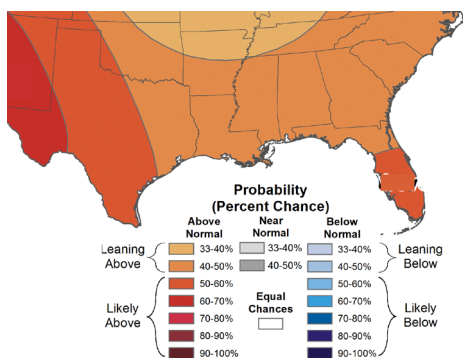 Probability
(Percent Chance)
Above Normal
Near Normal
Below Normal
Leaning Above
33-40% 33-40% 33-40%
Leaning Below
40-50% 40-50% 40-50%
Likely Above
50-60% 50-60%
Likely Below
60-70% Equal Chances 60-70%
70-80% 70-80%
80-90% 80-90%
90-100% 90-100%